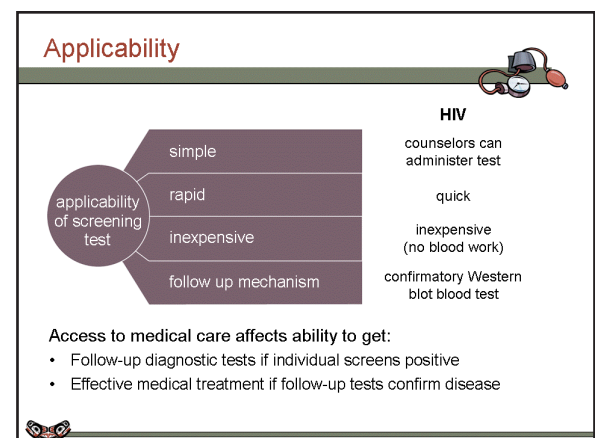 Applicability
HIV
applicability
of screening
test
simple
counselors can
administer test
rapid
quick
inexpensive
inexpensive
(no blood work)
follow up mechanism
confirmatory Western
blot blood test
Access to medical care affects ability to get:
• Follow-up diagnostic tests if individual screens positive
• Effective medical treatment if follow-up tests confirm disease